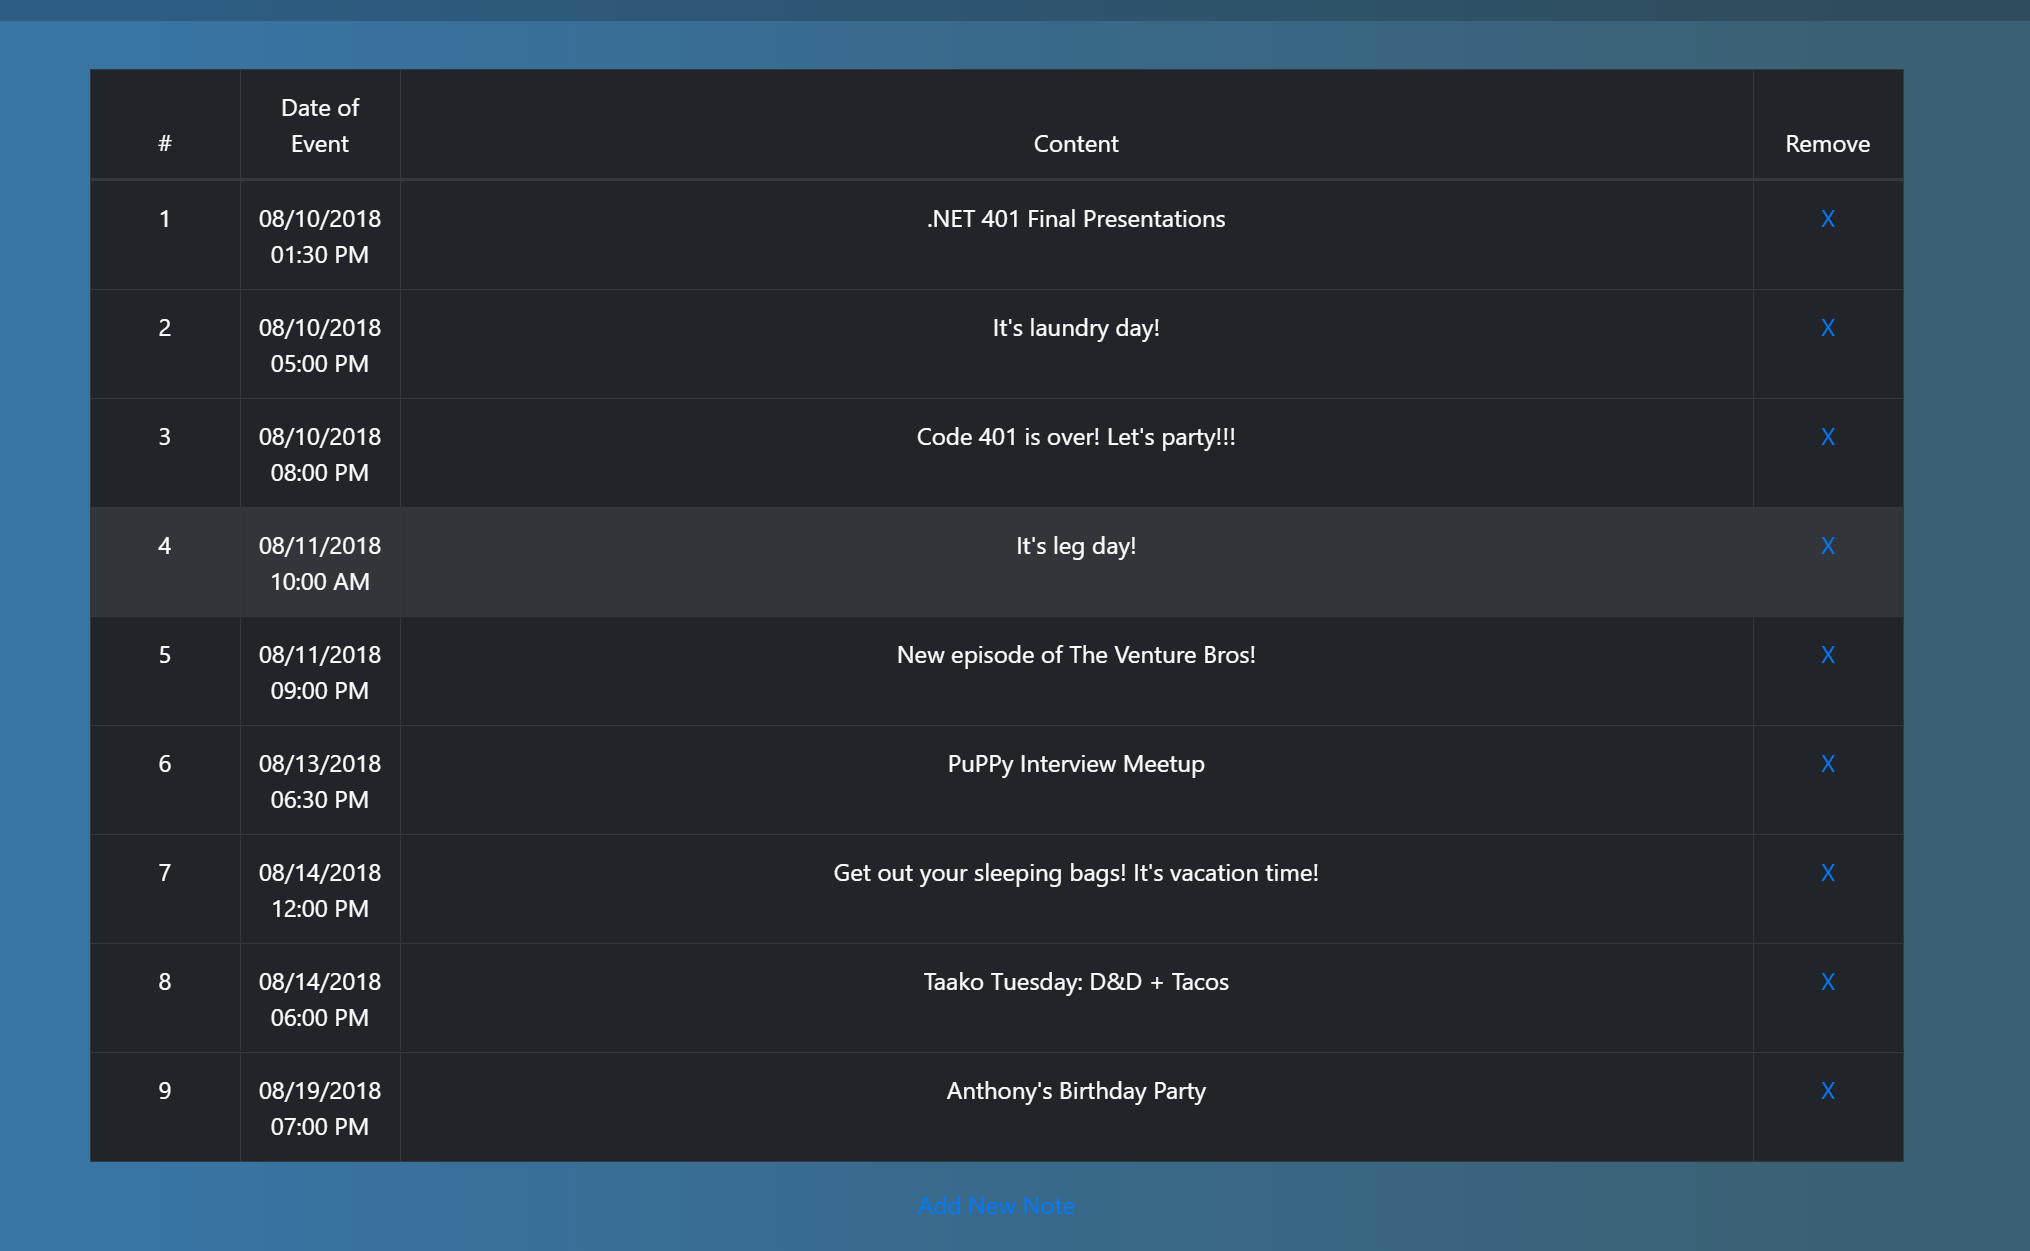 # Date of Event Content Remove
1 08/10/2018 .NET 401 Final Presentations X
01:30 PM
2 08/10/2018 It's laundry day! X
05:00 PM
3 08/10/2018 Code 401 is over! Let's party!!! X
08:00 PM
4 08/11/2018 It's leg day! X
10:00 AM
5 08/11/2018 New episode of The Venture Bros! X
09:00 PM
6 08/13/2018 PuPPy Interview Meetup X
06:30 PM
7 08/14/2018 Get out your sleeping bags! It's vacation time! X
12:00 PM
8 08/14/2018 Taako Tuesday: D&D + Tacos X
06:00 PM
9 08/19/2018 Anthony's Birthday Party X
07:00 PM
Add New Note